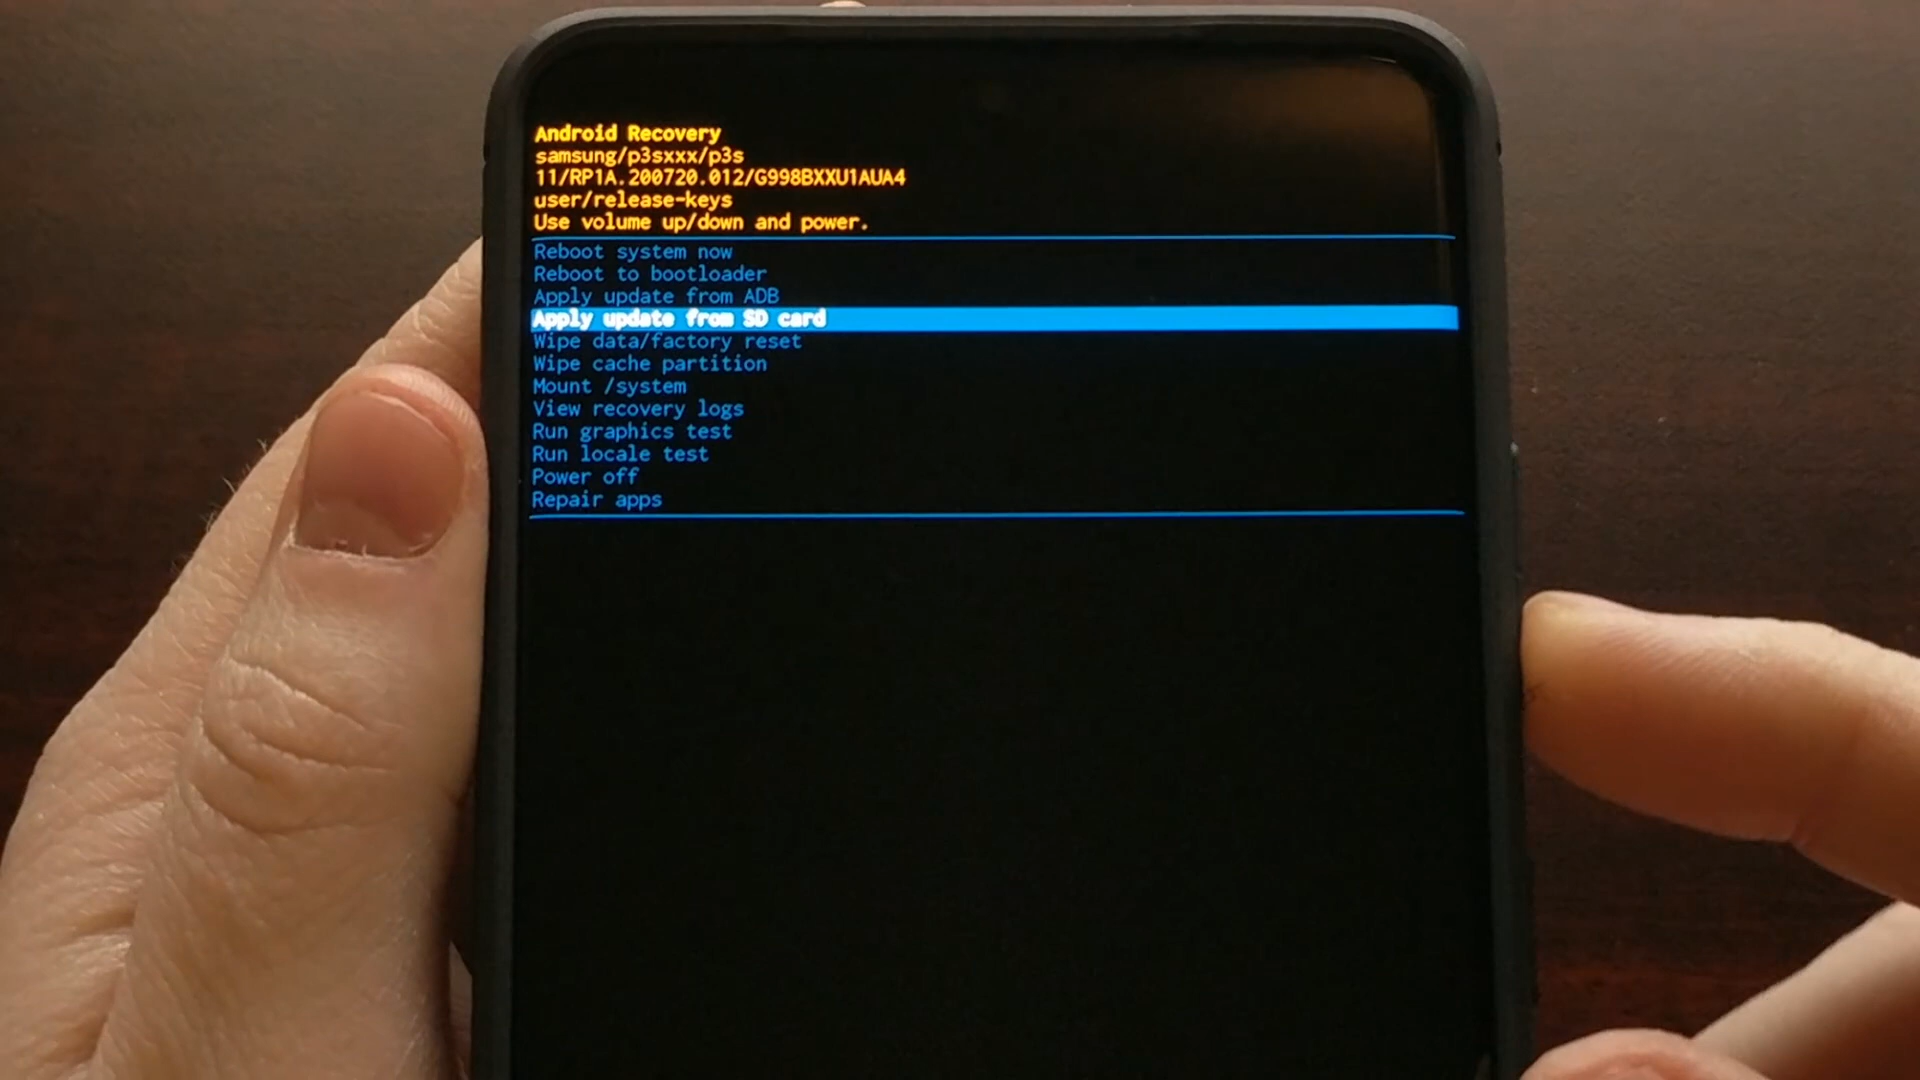 Android Recovery
samsung/p3sxxx/p3s
11/RP1A.200720.012/G998BXXU1AUA4
user/release-keys
Use volume up/down and power.
Reboot system now
Reboot to bootloader
Apply update from ADB
Apply update from SD card
Wipe data/factory reset
Wipe cache partition
Mount /system
View recovery logs
Run graphics test
Run locale test
Power off
Repair apps